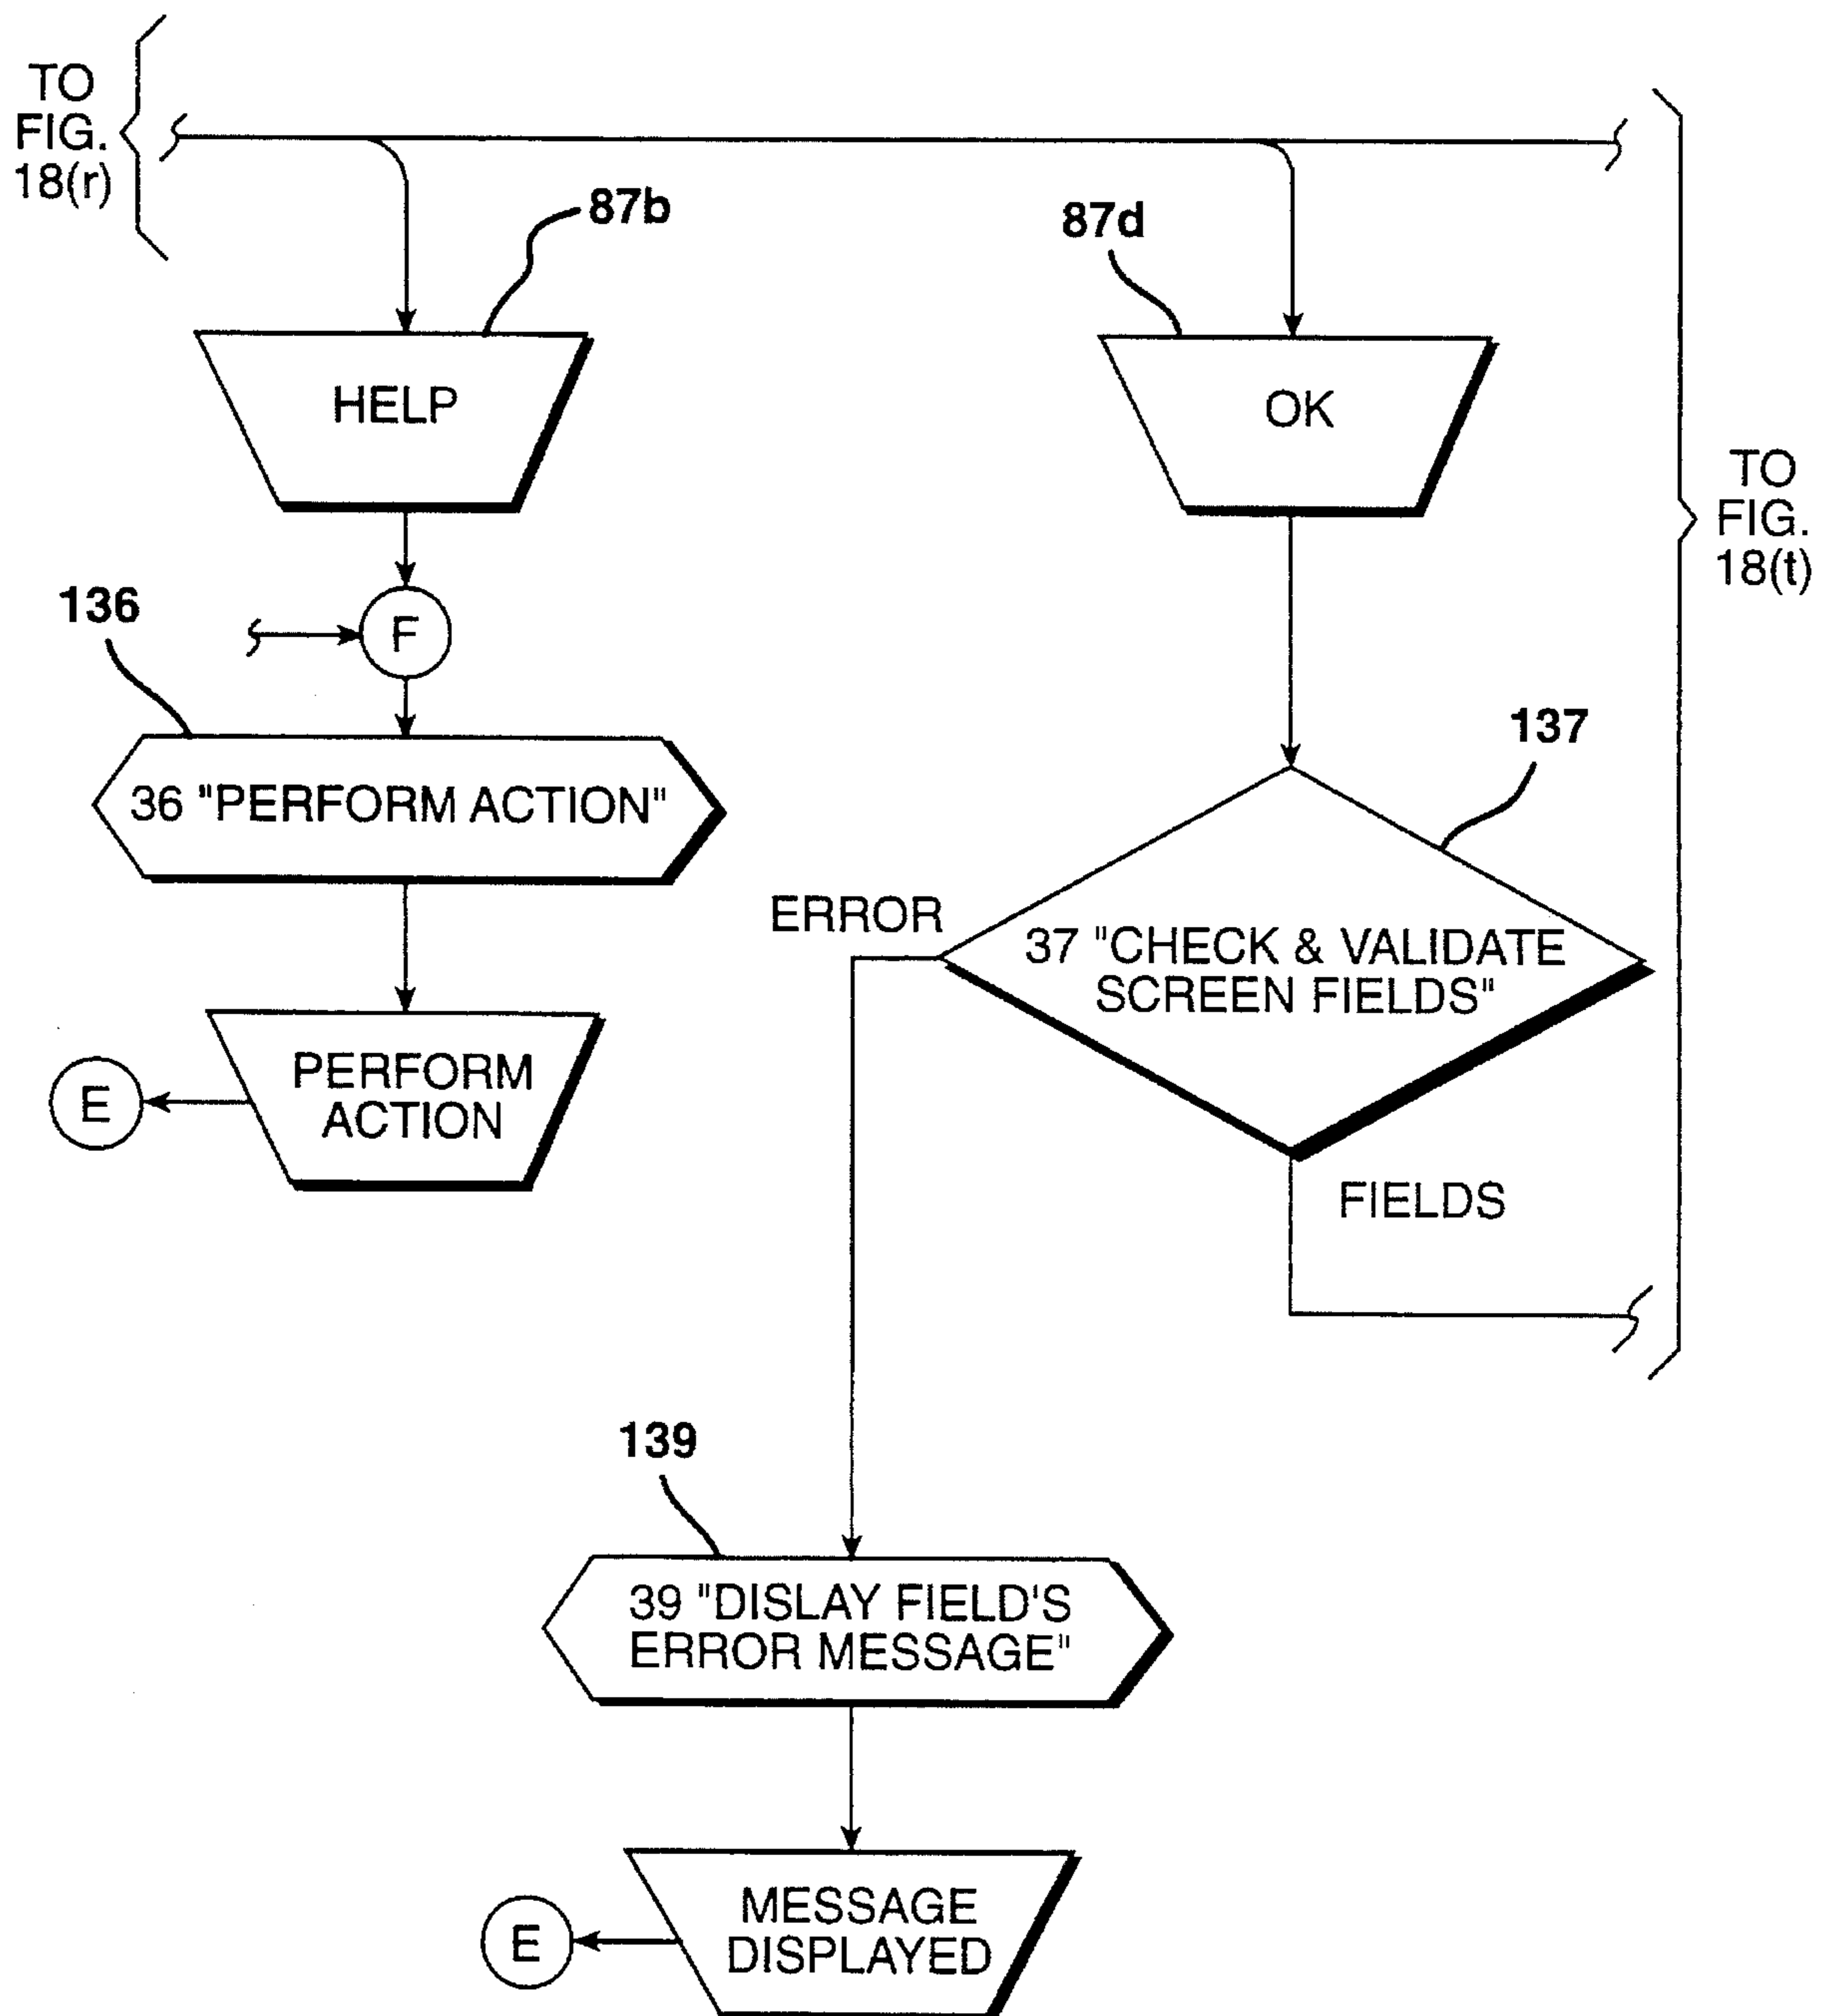 TO
FIG.
18(r)
87b
87d
HELP
OK
TO
FIG.
18(t)
136
F
137
36 "PERFORM ACTION"
ERROR
37 "CHECK & VALIDATE
SCREEN FIELDS"
PERFORM
ACTION
E
FIELDS
139
39 "DISLAY FIELD'S
ERROR MESSAGE"
MESSAGE
DISPLAYED
E